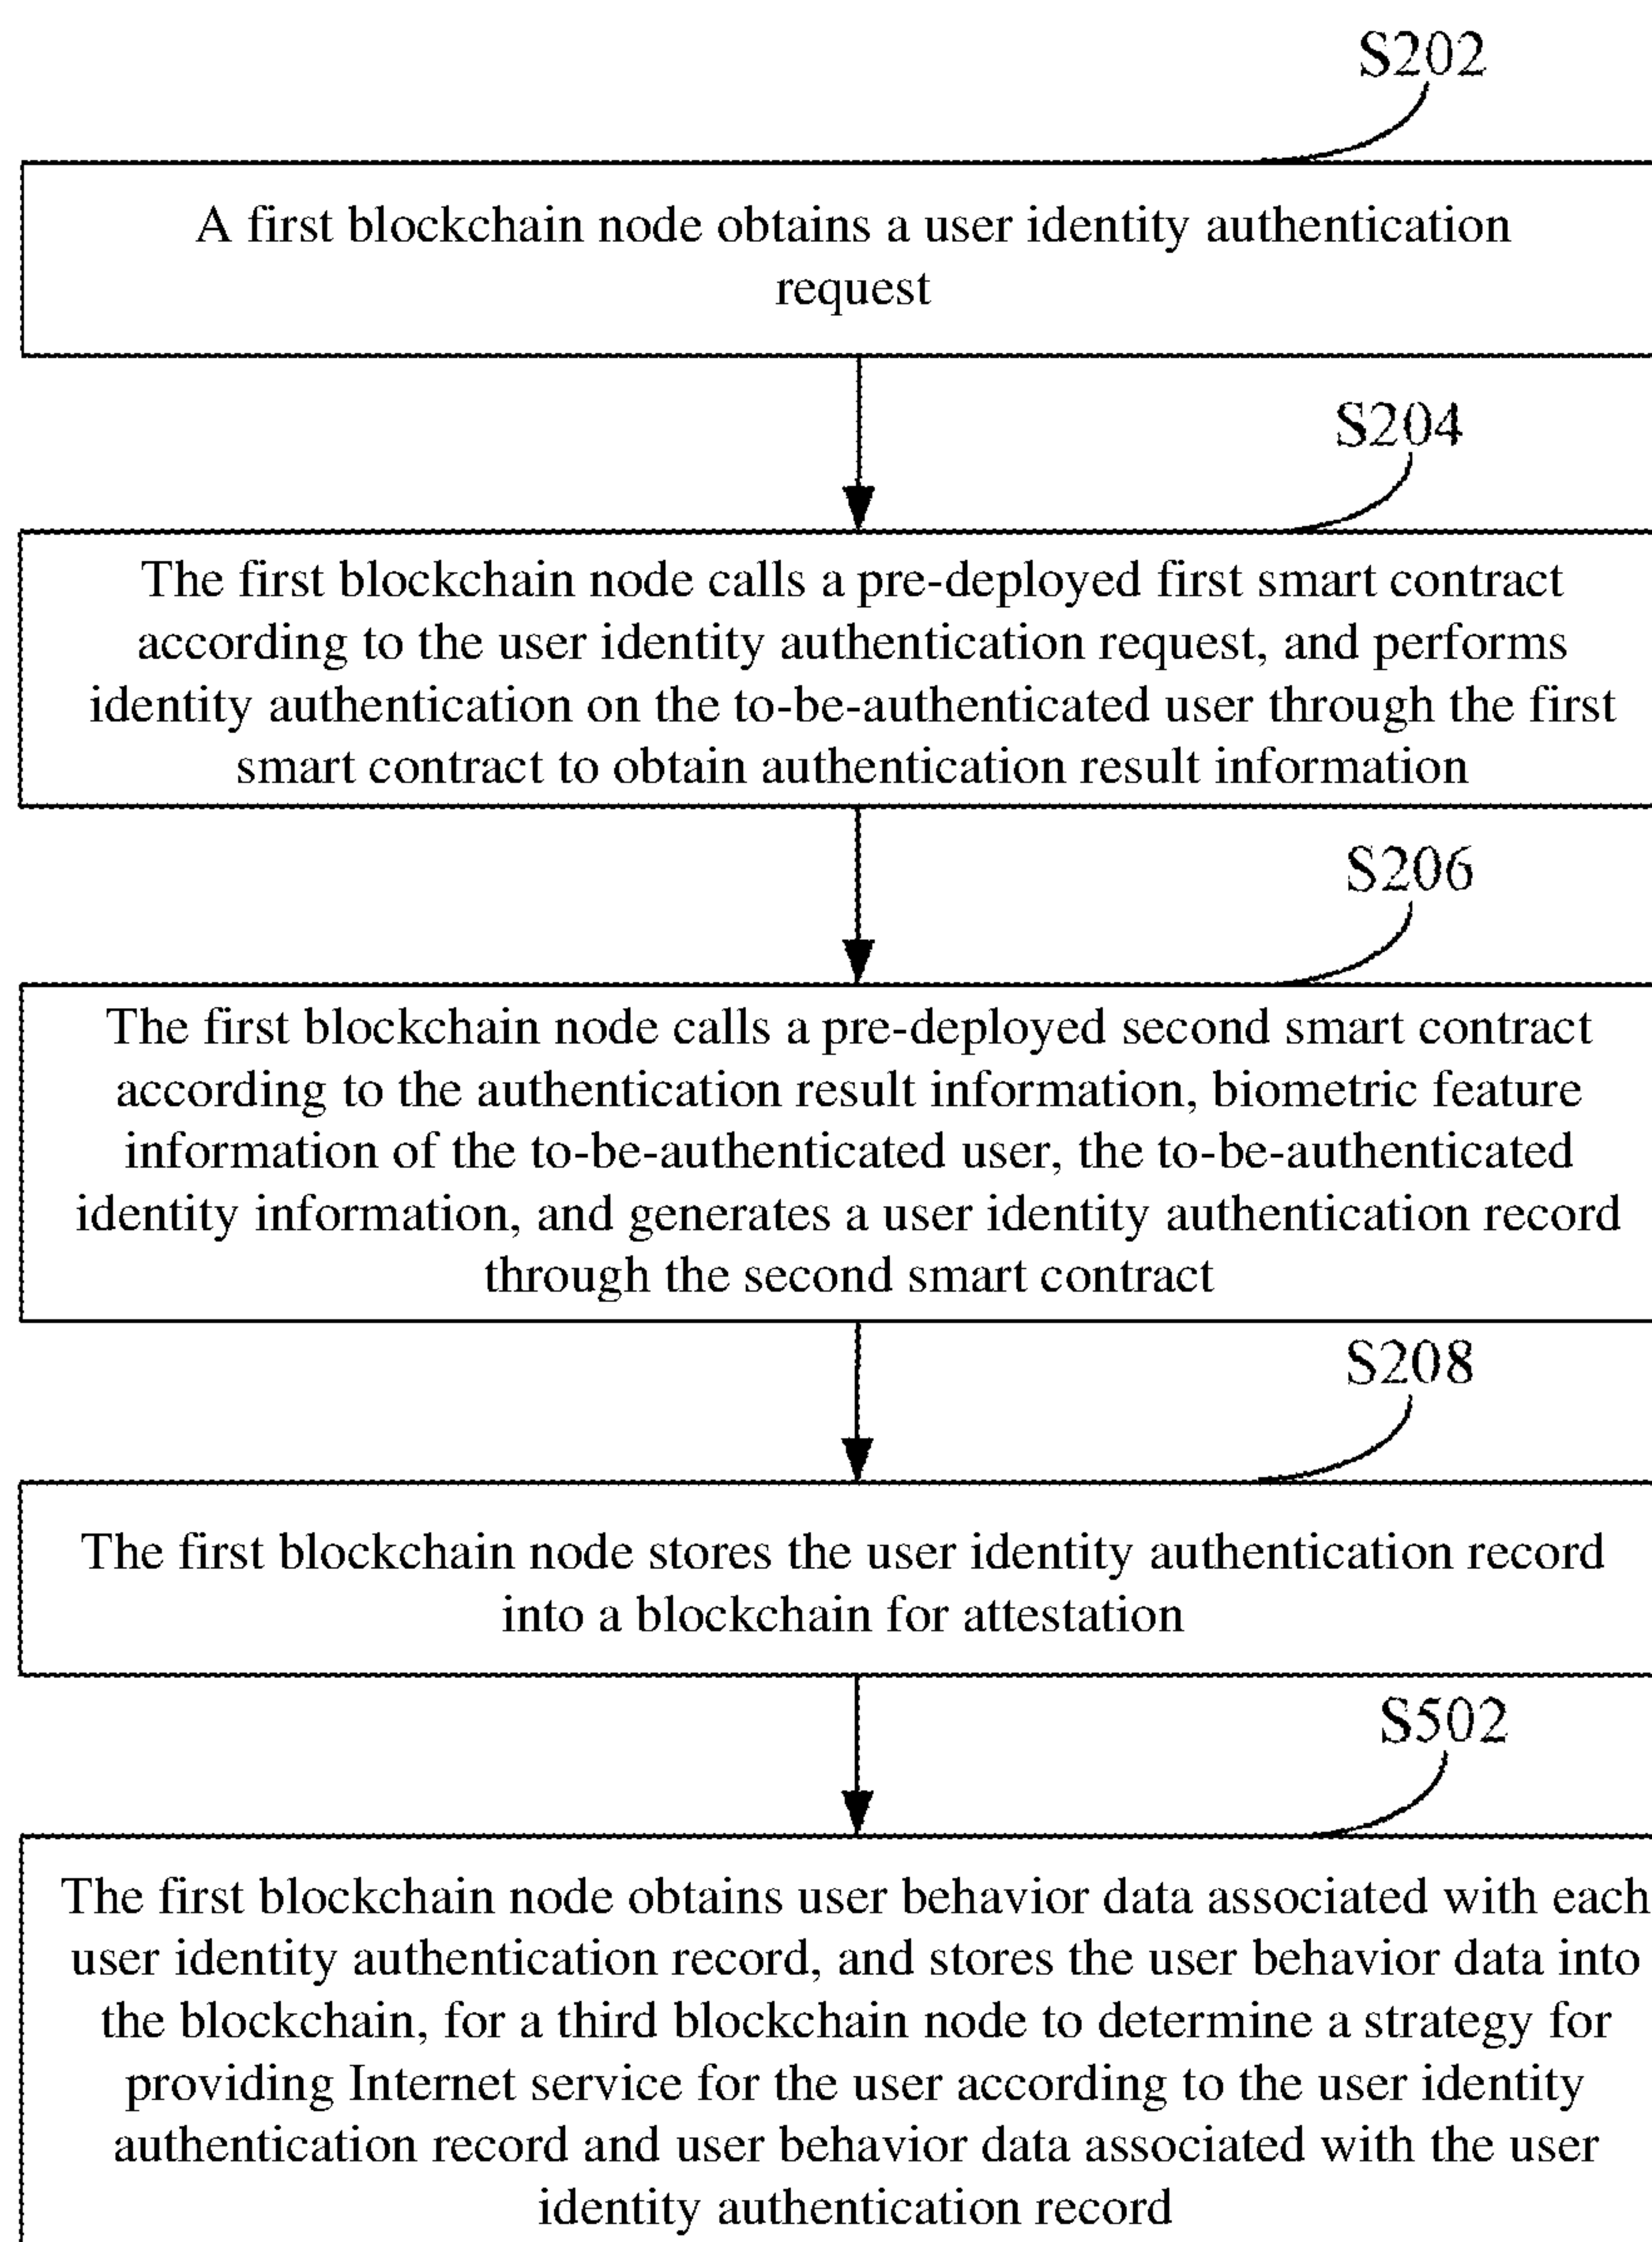 S202
A first blockchain node obtains a user identity authentication
request
S204
The first blockchain node calls a pre-deployed first smart contract
according to the user identity authentication request, and performs
identity authentication on the to-be-authenticated user through the first
smart contract to obtain authentication result information
S206
The first blockchain node calls a pre-deployed second smart contract
according to the authentication result information, biometric feature
information of the to-be-authenticated user, the to-be-authenticated
identity information, and generates a user identity authentication record
through the second smart contract
S208
The first blockchain node stores the user identity authentication record
into a blockchain for attestation
S502
The first blockchain node obtains user behavior data associated with each
user identity authentication record, and stores the user behavior data into
the blockchain, for a third blockchain node to determine a strategy for
providing Internet service for the user according to the user identity
authentication record and user behavior data associated with the user
identity authentication record